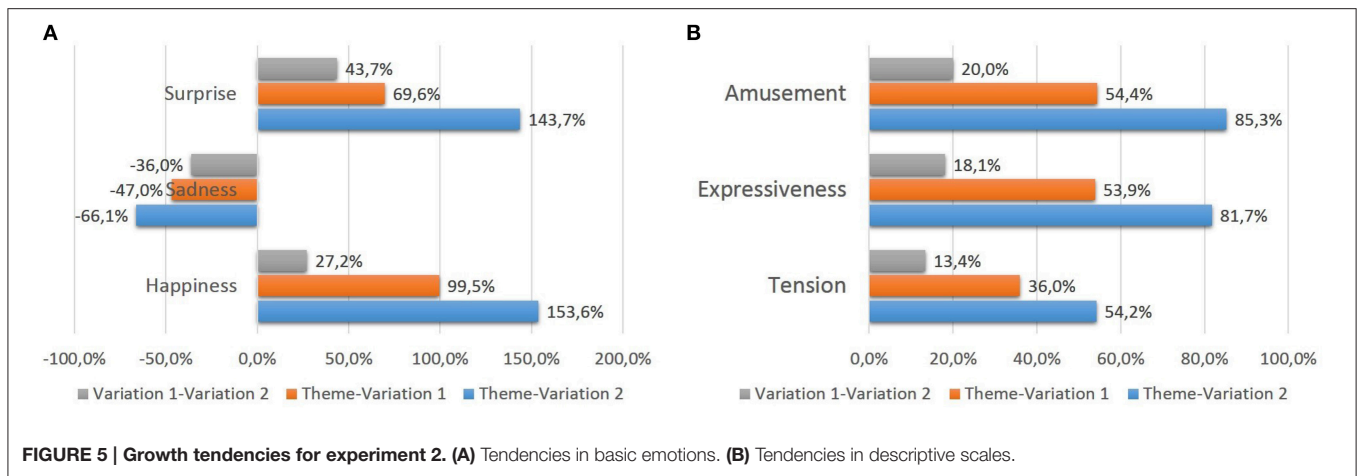 A
43,7%
Surprise
69,6%
143,7%
-36,0%
-47,0% Sadness
-66,1%
27,2%
Happiness
99,5%
153,6%
-100,0% -50,0% 0,0% 50,0% 100,0% 150,0% 200,0%
Variation 1-Variation 2 Theme-Variation 1 Theme-Variation 2
B
20,0%
Amusement
54,4%
85,3%
18,1%
Expressiveness
53,9%
81,7%
13,4%
Tension
36,0%
54,2%
0,0% 20,0% 40,0% 60,0% 80,0% 100,0%
Variation 1-Variation 2 Theme-Variation 1 Theme-Variation 2
FIGURE 5 | Growth tendencies for experiment 2. (A) Tendencies in basic emotions. (B) Tendencies in descriptive scales.